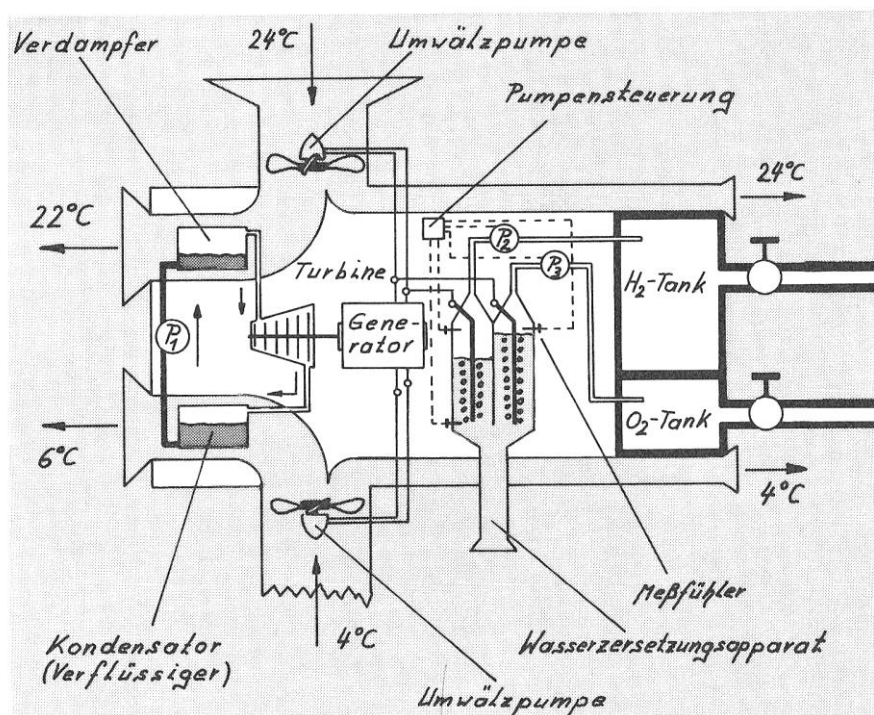 Verdampfer
24°C
Umwälzpumpe
Pumpensteuerung
24°C
22°C
P2
P3
Turbine
H2-Tank
P1
Gene-
rator
O2-Tank
6°C
4°C
Meßfühler
4°C
Kondensator
(Verflüssiger)
Wasserzersetzungsapparat
Umwälzpumpe